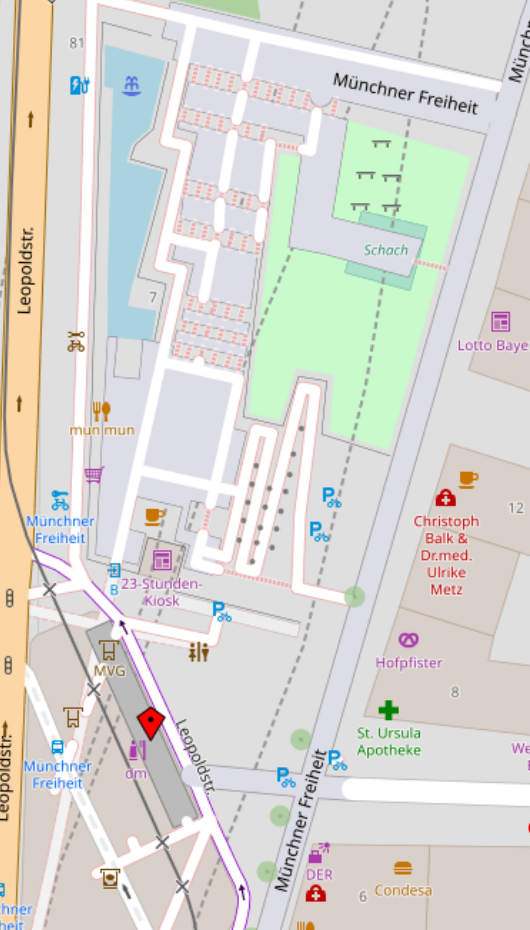 81
Münchner Freiheit
Leopoldstr.
Schach
7
Lotto Baye
mun mun
Münchner
Freiheit
12
Christoph
Balk &
Dr.med.
Ulrike
Metz
B
23-Stunden-
Kiosk
Hofpfister
MVG
8
St. Ursula
Apotheke
Leopoldstr.
dm
Münchner
Freiheit
We
Leopoldstr.
Münchner Freiheit
DER
Condesa
6
chner
heit
Münchn